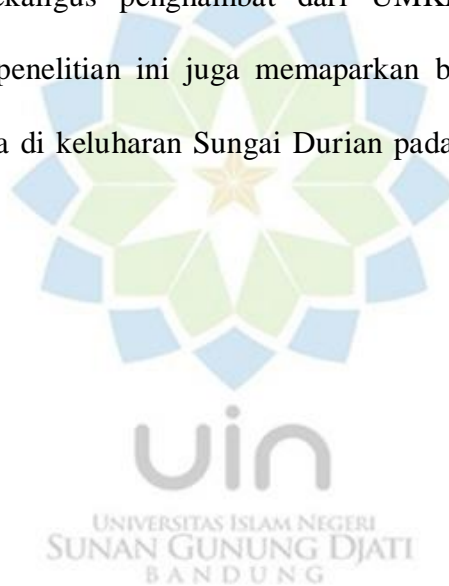 penghambat dari
penelitian ini juga memaparkan
di keluharan Sungai Durian pada
uin
UNIVERSITAS ISLAM NEGERI
SUNAN GUNUNG DJATI
BANDUNG